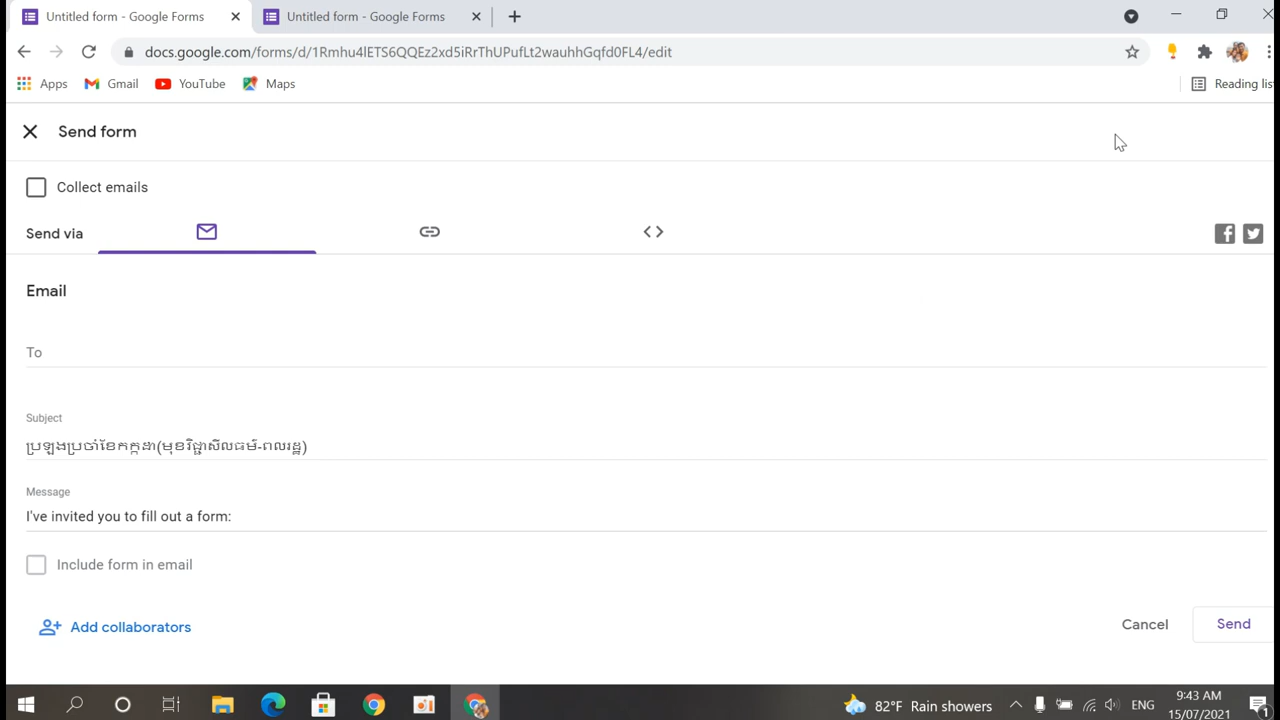 Untitled form - Google Forms
Untitled form - Google Forms
docs.google.com/forms/d/1Rmhu4lETS6QQEz2xd5iRrThUPufLt2wauhhGqfd0FL4/edit
Apps Gmail YouTube Maps Reading lis
Send form
Collect emails
Send via
Email
To
Subject
ប្រឡងប្រចាំខែកក្កដា(មុខវិជ្ជាសីលធម៌-ពលរដ្ឋ)
Message
I've invited you to fill out a form:
Include form in email
Add collaborators
Cancel Send
82°F Rain showers ENG 9:43 AM
15/07/2021 1